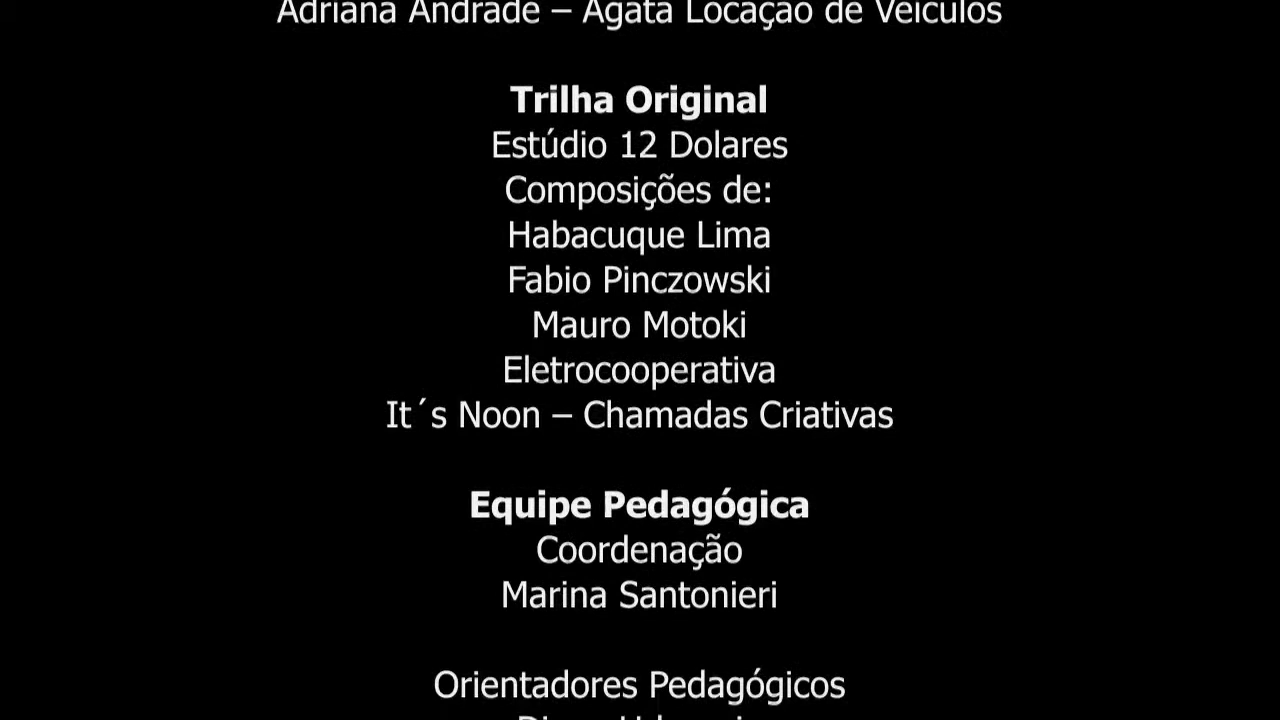 Adriana Andrade – Agata Locação de Veículos
Trilha Original
Estúdio 12 Dolares
Composições de:
Habacuque Lima
Fabio Pinczowski
Mauro Motoki
Eletrocooperativa
It´s Noon – Chamadas Criativas
Equipe Pedagógica
Coordenação
Marina Santonieri
Orientadores Pedagógicos